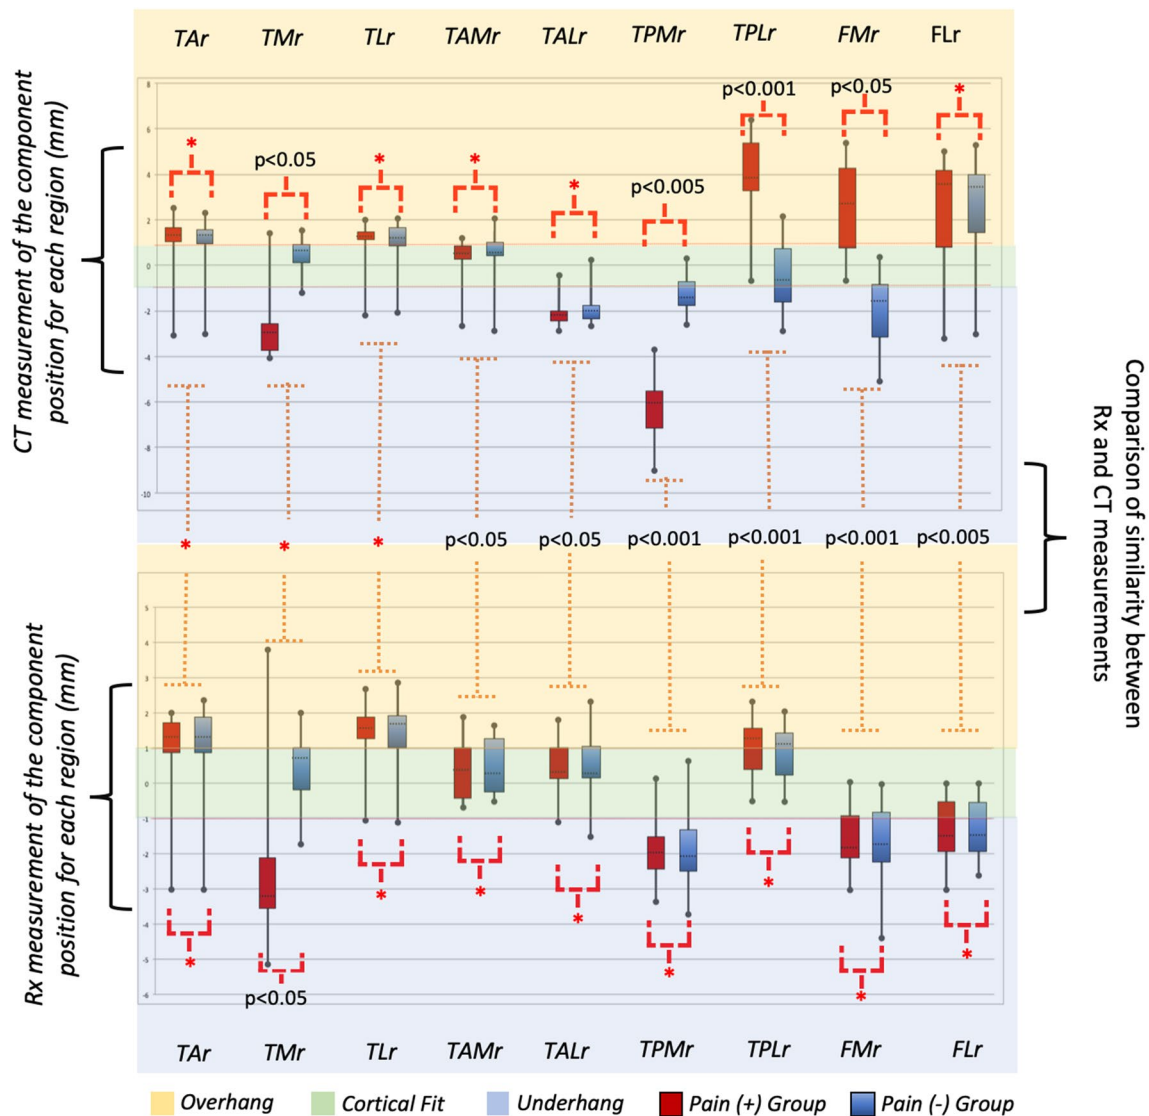 TAr TMr TLr TAMr TALr TPMr TPLr FMr FLr
CT measurement of the component
position for each region (mm)
8
6
4
2
0
-2
-4
-6
-8
-10
p<0.001 p<0.05 *
* p<0.05 * * * p<0.005
* * * p<0.05 p<0.05 p<0.001 p<0.001 p<0.001 p<0.005
Comparison of similarity between
Rx and CT measurements
Rx measurement of the component
position for each region (mm)
5
4
3
2
1
0
-1
-2
-3
-4
-5
-6
* p<0.05 * * * * * * *
TAr TMr TLr TAMr TALr TPMr TPLr FMr FLr
Overhang Cortical Fit Underhang Pain (+) Group Pain (-) Group